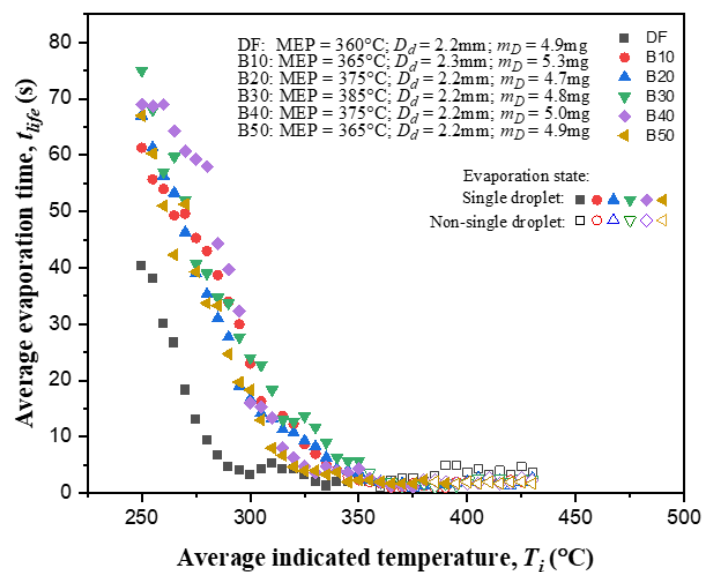 DF: MEP = 360°C; D_d = 2.2mm; m_D = 4.9mg
B10: MEP = 365°C; D_d = 2.3mm; m_D = 5.3mg
B20: MEP = 375°C; D_d = 2.2mm; m_D = 4.7mg
B30: MEP = 385°C; D_d = 2.2mm; m_D = 4.8mg
B40: MEP = 375°C; D_d = 2.2mm; m_D = 5.0mg
B50: MEP = 365°C; D_d = 2.2mm; m_D = 4.9mg
DF
B10
B20
B30
B40
B50
Evaporation state:
Single droplet:
Non-single droplet:
Average evaporation time, t_life (s)
80
70
60
50
40
30
20
10
0
250 300 350 400 450 500
Average indicated temperature, T_i (°C)